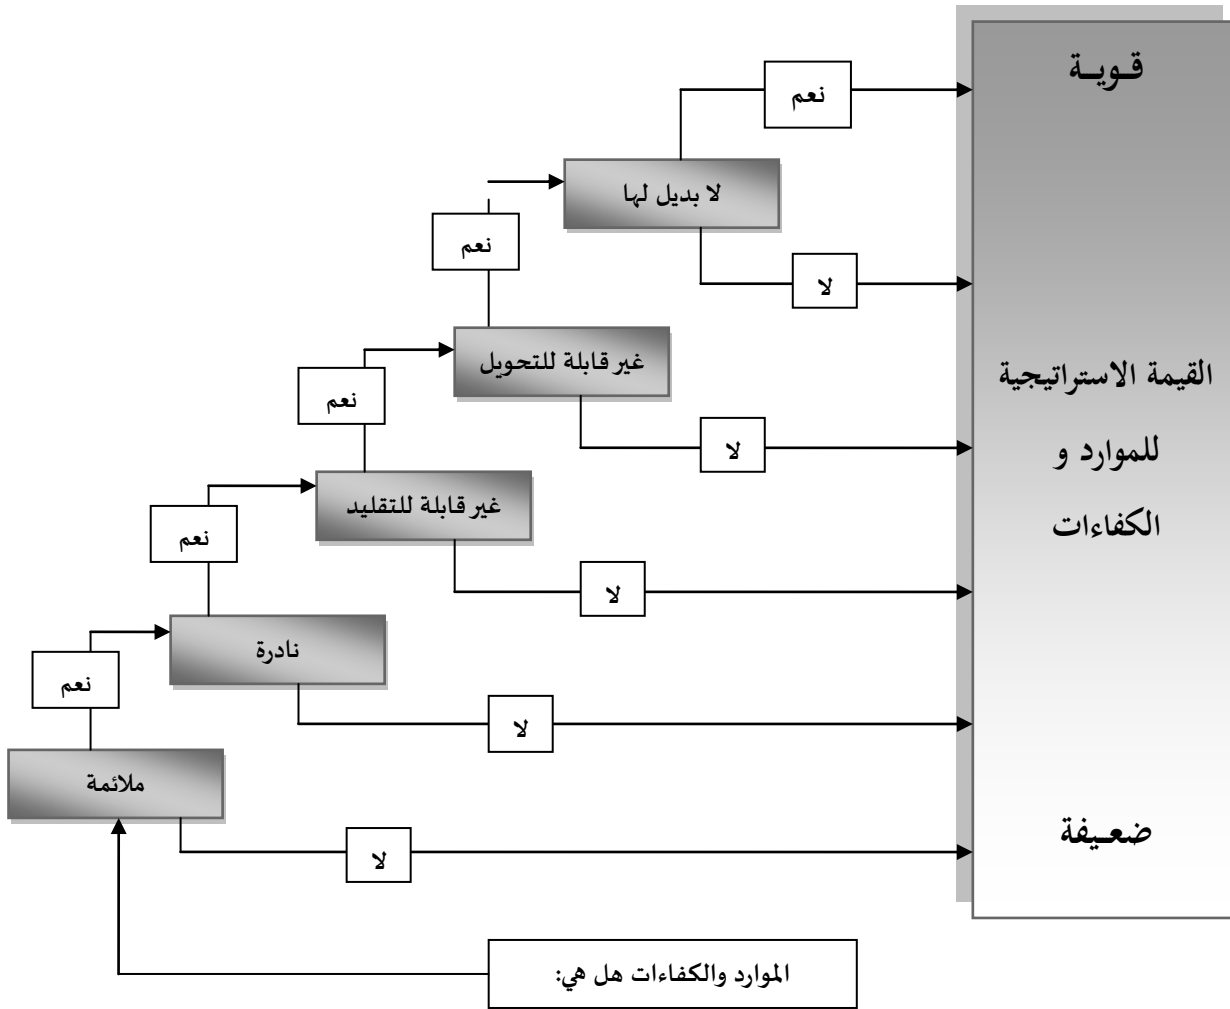 قـويـة
نعم
لا بديل لها
نعم
لا
غير قابلة للتحويل
القيمة الاستراتيجية
نعم
لا
للموارد و
غير قابلة للتقليد
الكفاءات
نعم
لا
نادرة
نعم
لا
ملائمة
ضعـيفة
لا
الموارد والكفاءات هل هي: